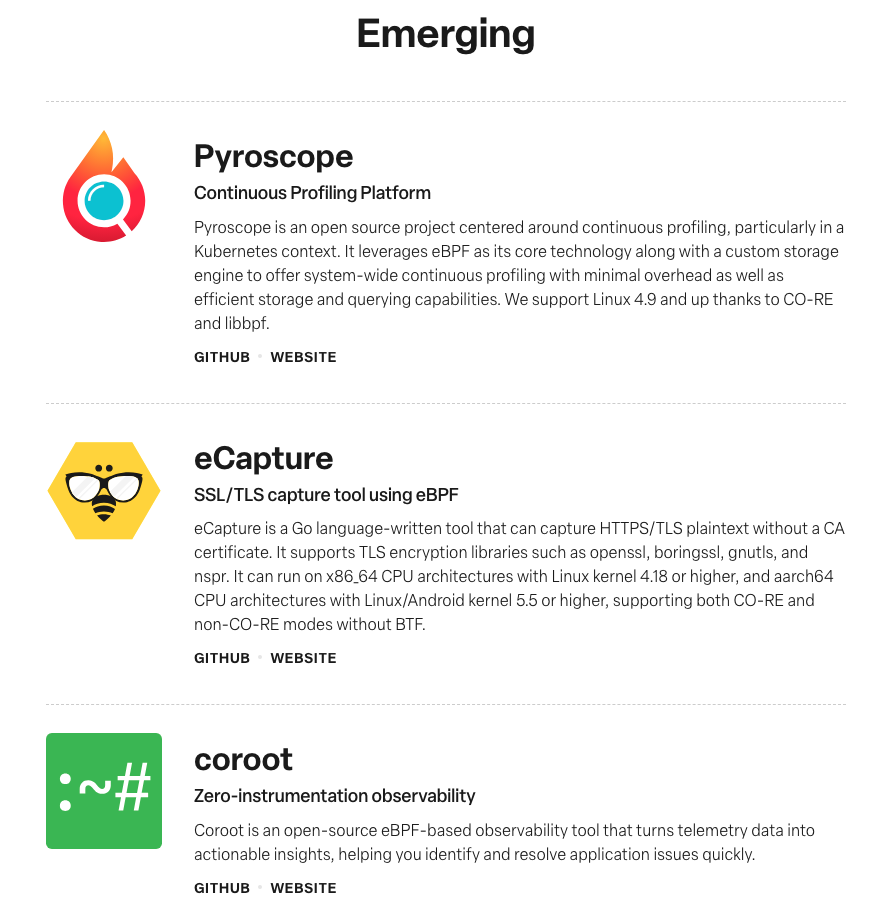 Emerging
Pyroscope
Continuous Profiling Platform
Pyroscope is an open source project centered around continuous profiling, particularly in a
Kubernetes context. It leverages eBPF as its core technology along with a custom storage
engine to offer system-wide continuous profiling with minimal overhead as well as
efficient storage and querying capabilities. We support Linux 4.9 and up thanks to CO-RE
and libbpf.
GITHUB • WEBSITE
eCapture
SSL/TLS capture tool using eBPF
eCapture is a Go language-written tool that can capture HTTPS/TLS plaintext without a CA
certificate. It supports TLS encryption libraries such as openssl, boringssl, gnutls, and
nspr. It can run on x86_64 CPU architectures with Linux kernel 4.18 or higher, and aarch64
CPU architectures with Linux/Android kernel 5.5 or higher, supporting both CO-RE and
non-CO-RE modes without BTF.
GITHUB • WEBSITE
:~#
coroot
Zero-instrumentation observability
Coroot is an open-source eBPF-based observability tool that turns telemetry data into
actionable insights, helping you identify and resolve application issues quickly.
GITHUB • WEBSITE